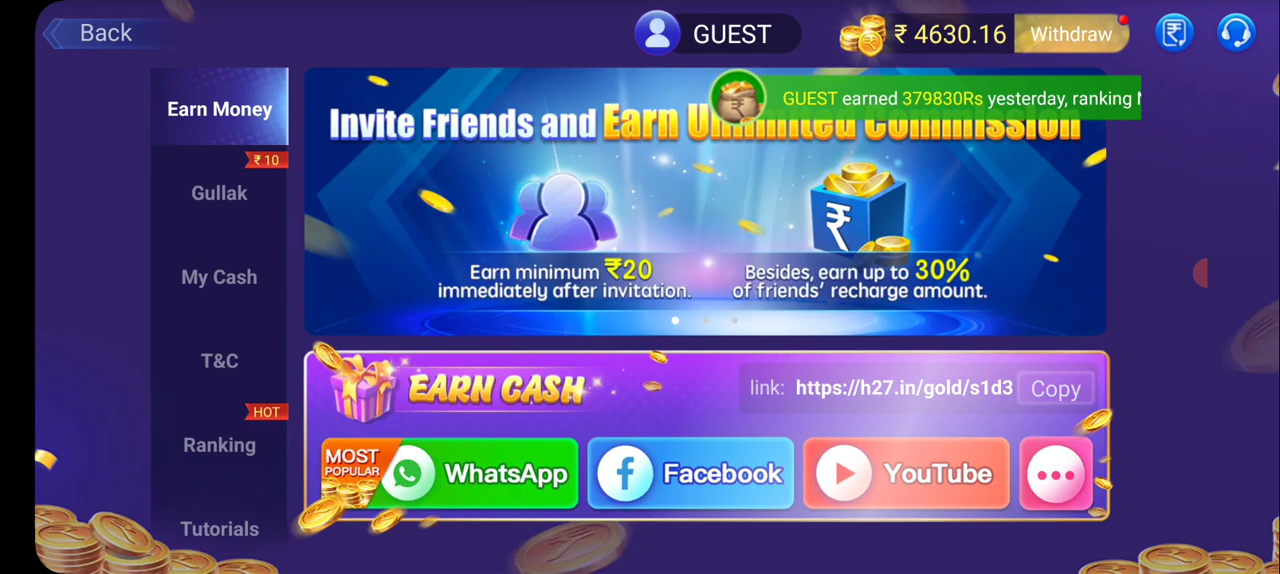 Back
GUEST
₹ 4630.16
Withdraw
Earn Money
₹ 10
Gullak
My Cash
T&C
HOT
Ranking
Tutorials
GUEST earned 379830Rs yesterday, ranking
Invite Friends and Earn Unlimited Commission
Earn minimum ₹20
immediately after invitation.
Besides, earn up to 30%
of friends' recharge amount.
EARN CASH
link: https://h27.in/gold/s1d3
Copy
MOST
POPULAR
WhatsApp
Facebook
YouTube